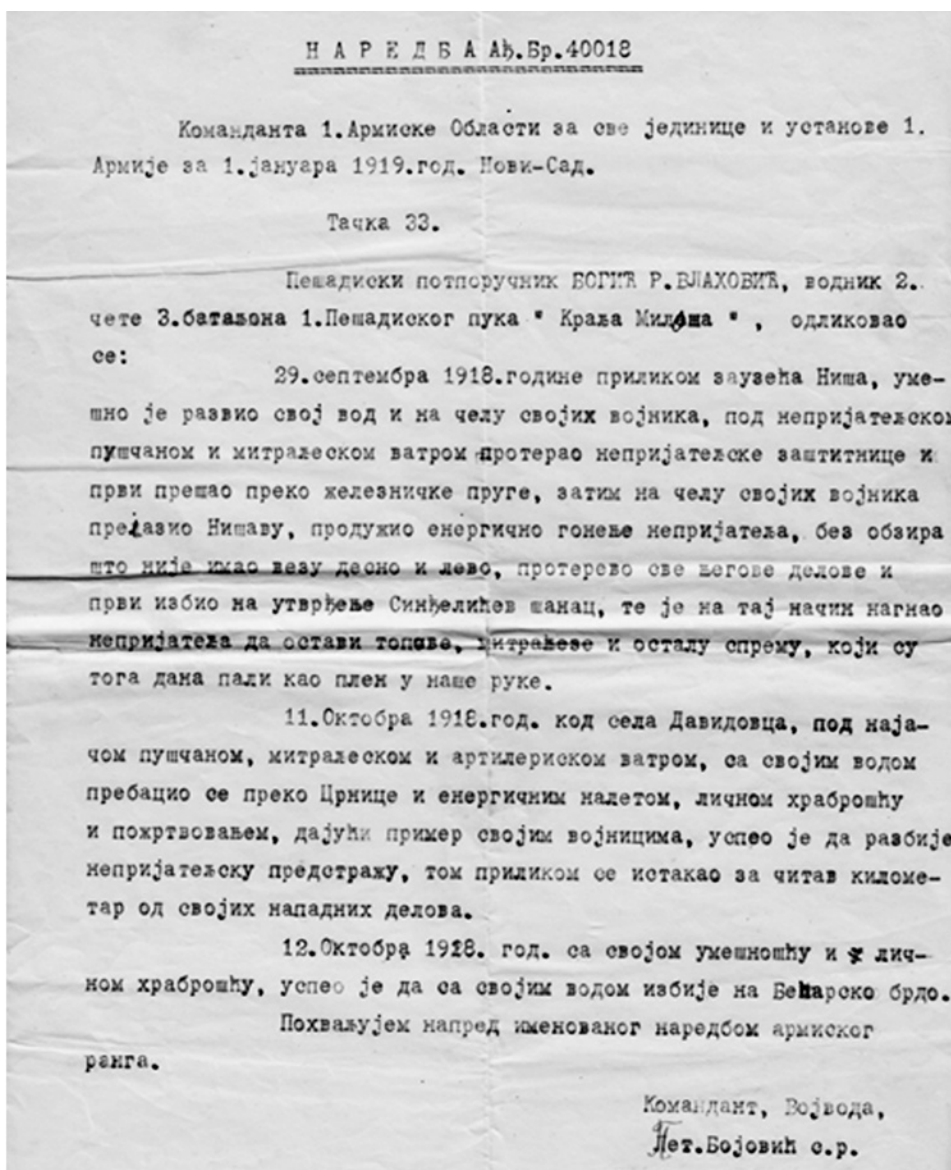 Н А Р Е Д Б А Ађ.Бр.40018
Команданта 1.Армиске Области за све јединице и установе 1.
Армије за 1.јануара 1919.год. Нови-Сад.
Тачка 33.
Пешадиски потпоручник БОГИЋ Р.ВЛАХОВИЋ, водник 2.
чете 3.батаљона 1.Пешадиског пука " Краља Милоша " , одликовао
се:
29.септембра 1918.године приликом заузећа Ниша, уме-
шно је развио свој вод и на челу својих војника, под непријатељском
пушчаном и митраљеском ватром протерао непријатељске заштитнице и
први прешао преко железничке пруге, затим на челу својих војника
прелазио Нишаву, продужио енергично гоњење непријатеља, без обзира
што није имао везу десно и лево, протерево све његове делове и
први избио на утврђење Синђелићев шанац, те је на тај начин нагнао
непријатеља да остави топове, митраљезе и осталу спрему, који су
тога дана пали као плен у наше руке.
11.Октобра 1918.год. код села Давидовца, под наја-
чом пушчаном, митралеском и артилериском ватром, са својим водом
пребацио се преко Црнице и енергичним налетом, личном храброшћу
и пожртвовањем, дајући пример својим војницима, успео је да разбије
непријатељску предстражу, том приликом се истакао за читав киломе-
тар од својих нападних делова.
12.Октобра 1918. год. са својом умешношћу и лич-
ном храброшћу, успео је да са својим водом избије на Бећарско брдо.
Похваљујем напред именованог наредбом армиског
ранга.
Командант, Војвода,
Пет.Бојовић с.р.